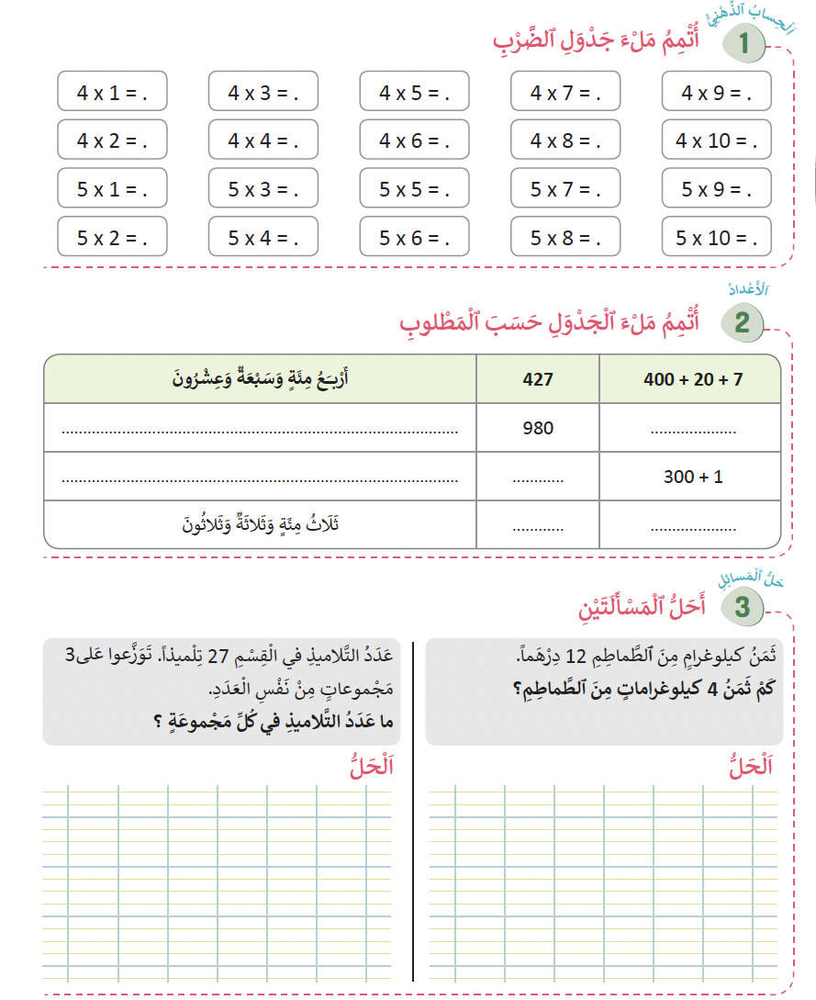 اَلْحِسابُ ٱلذِّهْنِيُّ
1 أُتْمِمُ مَلْءَ جَدْوَلِ ٱلضَّرْبِ
4 x 1 = . 4 x 3 = . 4 x 5 = . 4 x 7 = . 4 x 9 = .
4 x 2 = . 4 x 4 = . 4 x 6 = . 4 x 8 = . 4 x 10 = .
5 x 1 = . 5 x 3 = . 5 x 5 = . 5 x 7 = . 5 x 9 = .
5 x 2 = . 5 x 4 = . 5 x 6 = . 5 x 8 = . 5 x 10 = .
اَلْأَعْدادُ
2 أُتْمِمُ مَلْءَ ٱلْجَدْوَلِ حَسَبَ ٱلْمَطْلوبِ
400 + 20 + 7 427 أَرْبَعُ مِئَةٍ وَسَبْعَةٌ وَعِشْرُونَ
................... 980 ............................................................................................
300 + 1 ............ ............................................................................................
.................... ............ ثَلَاثُ مِئَةٍ وَثَلاثَةٌ وَثَلاثُونَ
حَلُّ ٱلْمَسائِلِ
3 أَحَلُّ ٱلْمَسْأَلَتَيْنِ
ثَمَنُ كيلوغرامٍ مِنَ ٱلطَّماطِمِ 12 دِرْهَماً.
كَمْ ثَمَنُ 4 كيلوغراماتٍ مِنَ ٱلطَّماطِمِ؟
اَلْحَلُّ
عَدَدُ التَّلاميذِ في الْقِسْمِ 27 تِلْميذاً. تَوَزَّعوا عَلى3
مَجْموعاتٍ مِنْ نَفْسِ الْعَدَدِ.
ما عَدَدُ التَّلاميذِ في كُلِّ مَجْموعَةٍ ؟
اَلْحَلُّ